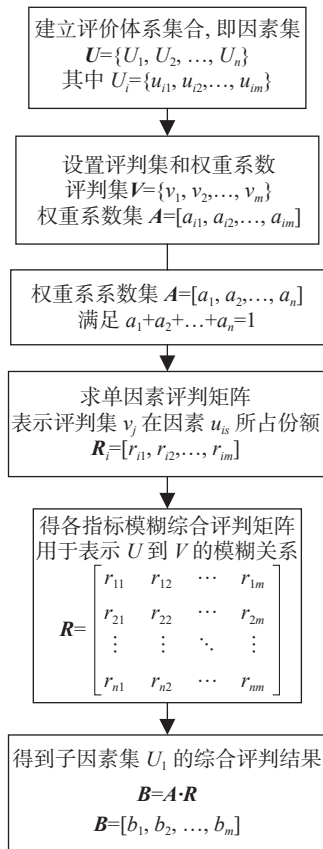 建立评价体系集合, 即因素集
U={U₁, U₂, …, Uₙ}
其中 Uᵢ={uᵢ₁, uᵢ₂,…, uᵢₘ}
设置评判集和权重系数
评判集V={v₁, v₂,…, vₘ}
权重系数集 A=[aᵢ₁, aᵢ₂,…, aᵢₘ]
权重系系数集 A=[a₁, a₂,…, aₙ]
满足 a₁+a₂+…+aₙ=1
求单因素评判矩阵
表示评判集 vⱼ 在因素 uᵢₛ 所占份额
Rᵢ=[rᵢ₁, rᵢ₂,…, rᵢₘ]
得各指标模糊综合评判矩阵
用于表示 U 到 V 的模糊关系
r₁₁ r₁₂ ⋯ r₁ₘ
r₂₁ r₂₂ ⋯ r₂ₘ
R= ⋮ ⋮ ⋱ ⋮
rₙ₁ rₙ₂ ⋯ rₙₘ
得到子因素集 U₁ 的综合评判结果
B=A·R
B=[b₁, b₂, …, bₘ]